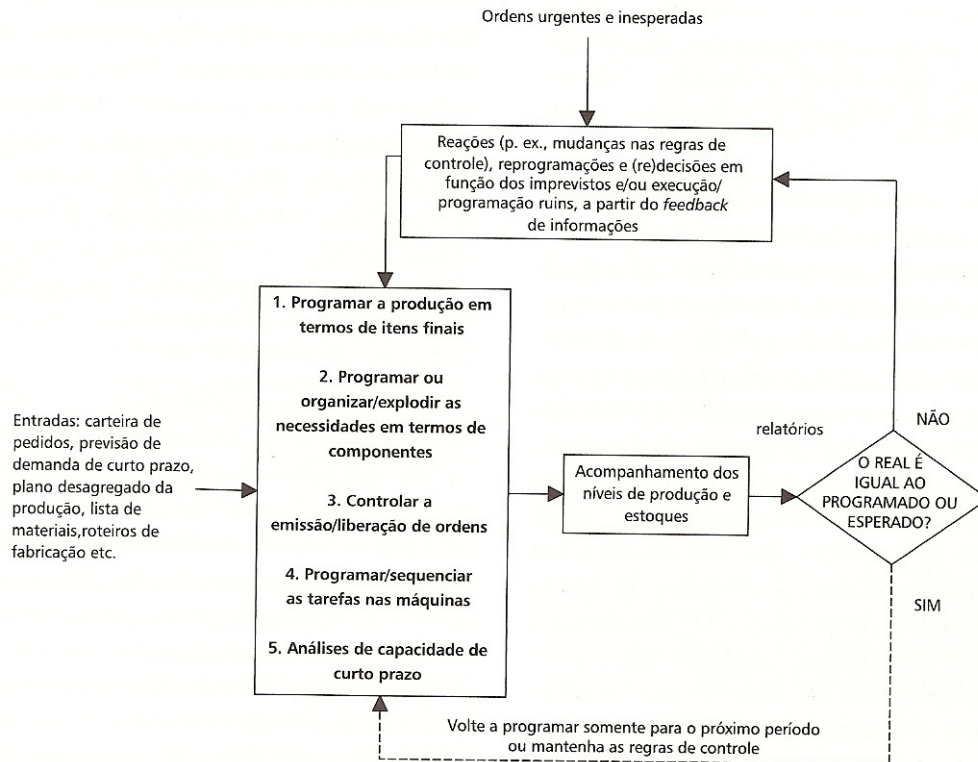 Ordens urgentes e inesperadas
Reações (p. ex., mudanças nas regras de
controle), reprogramações e (re)decisões em
função dos imprevistos e/ou execução/
programação ruins, a partir do feedback
de informações
1. Programar a produção em
termos de itens finais
2. Programar ou
organizar/explodir as
necessidades em termos de
componentes
3. Controlar a
emissão/liberação de ordens
4. Programar/sequenciar
as tarefas nas máquinas
5. Análises de capacidade de
curto prazo
Entradas: carteira de
pedidos, previsão de
demanda de curto prazo,
plano desagregado da
produção, lista de
materiais,roteiros de
fabricação etc.
Acompanhamento dos
níveis de produção e
estoques
relatórios
O REAL É
IGUAL AO
PROGRAMADO OU
ESPERADO?
NÃO
SIM
Volte a programar somente para o próximo período
ou mantenha as regras de controle